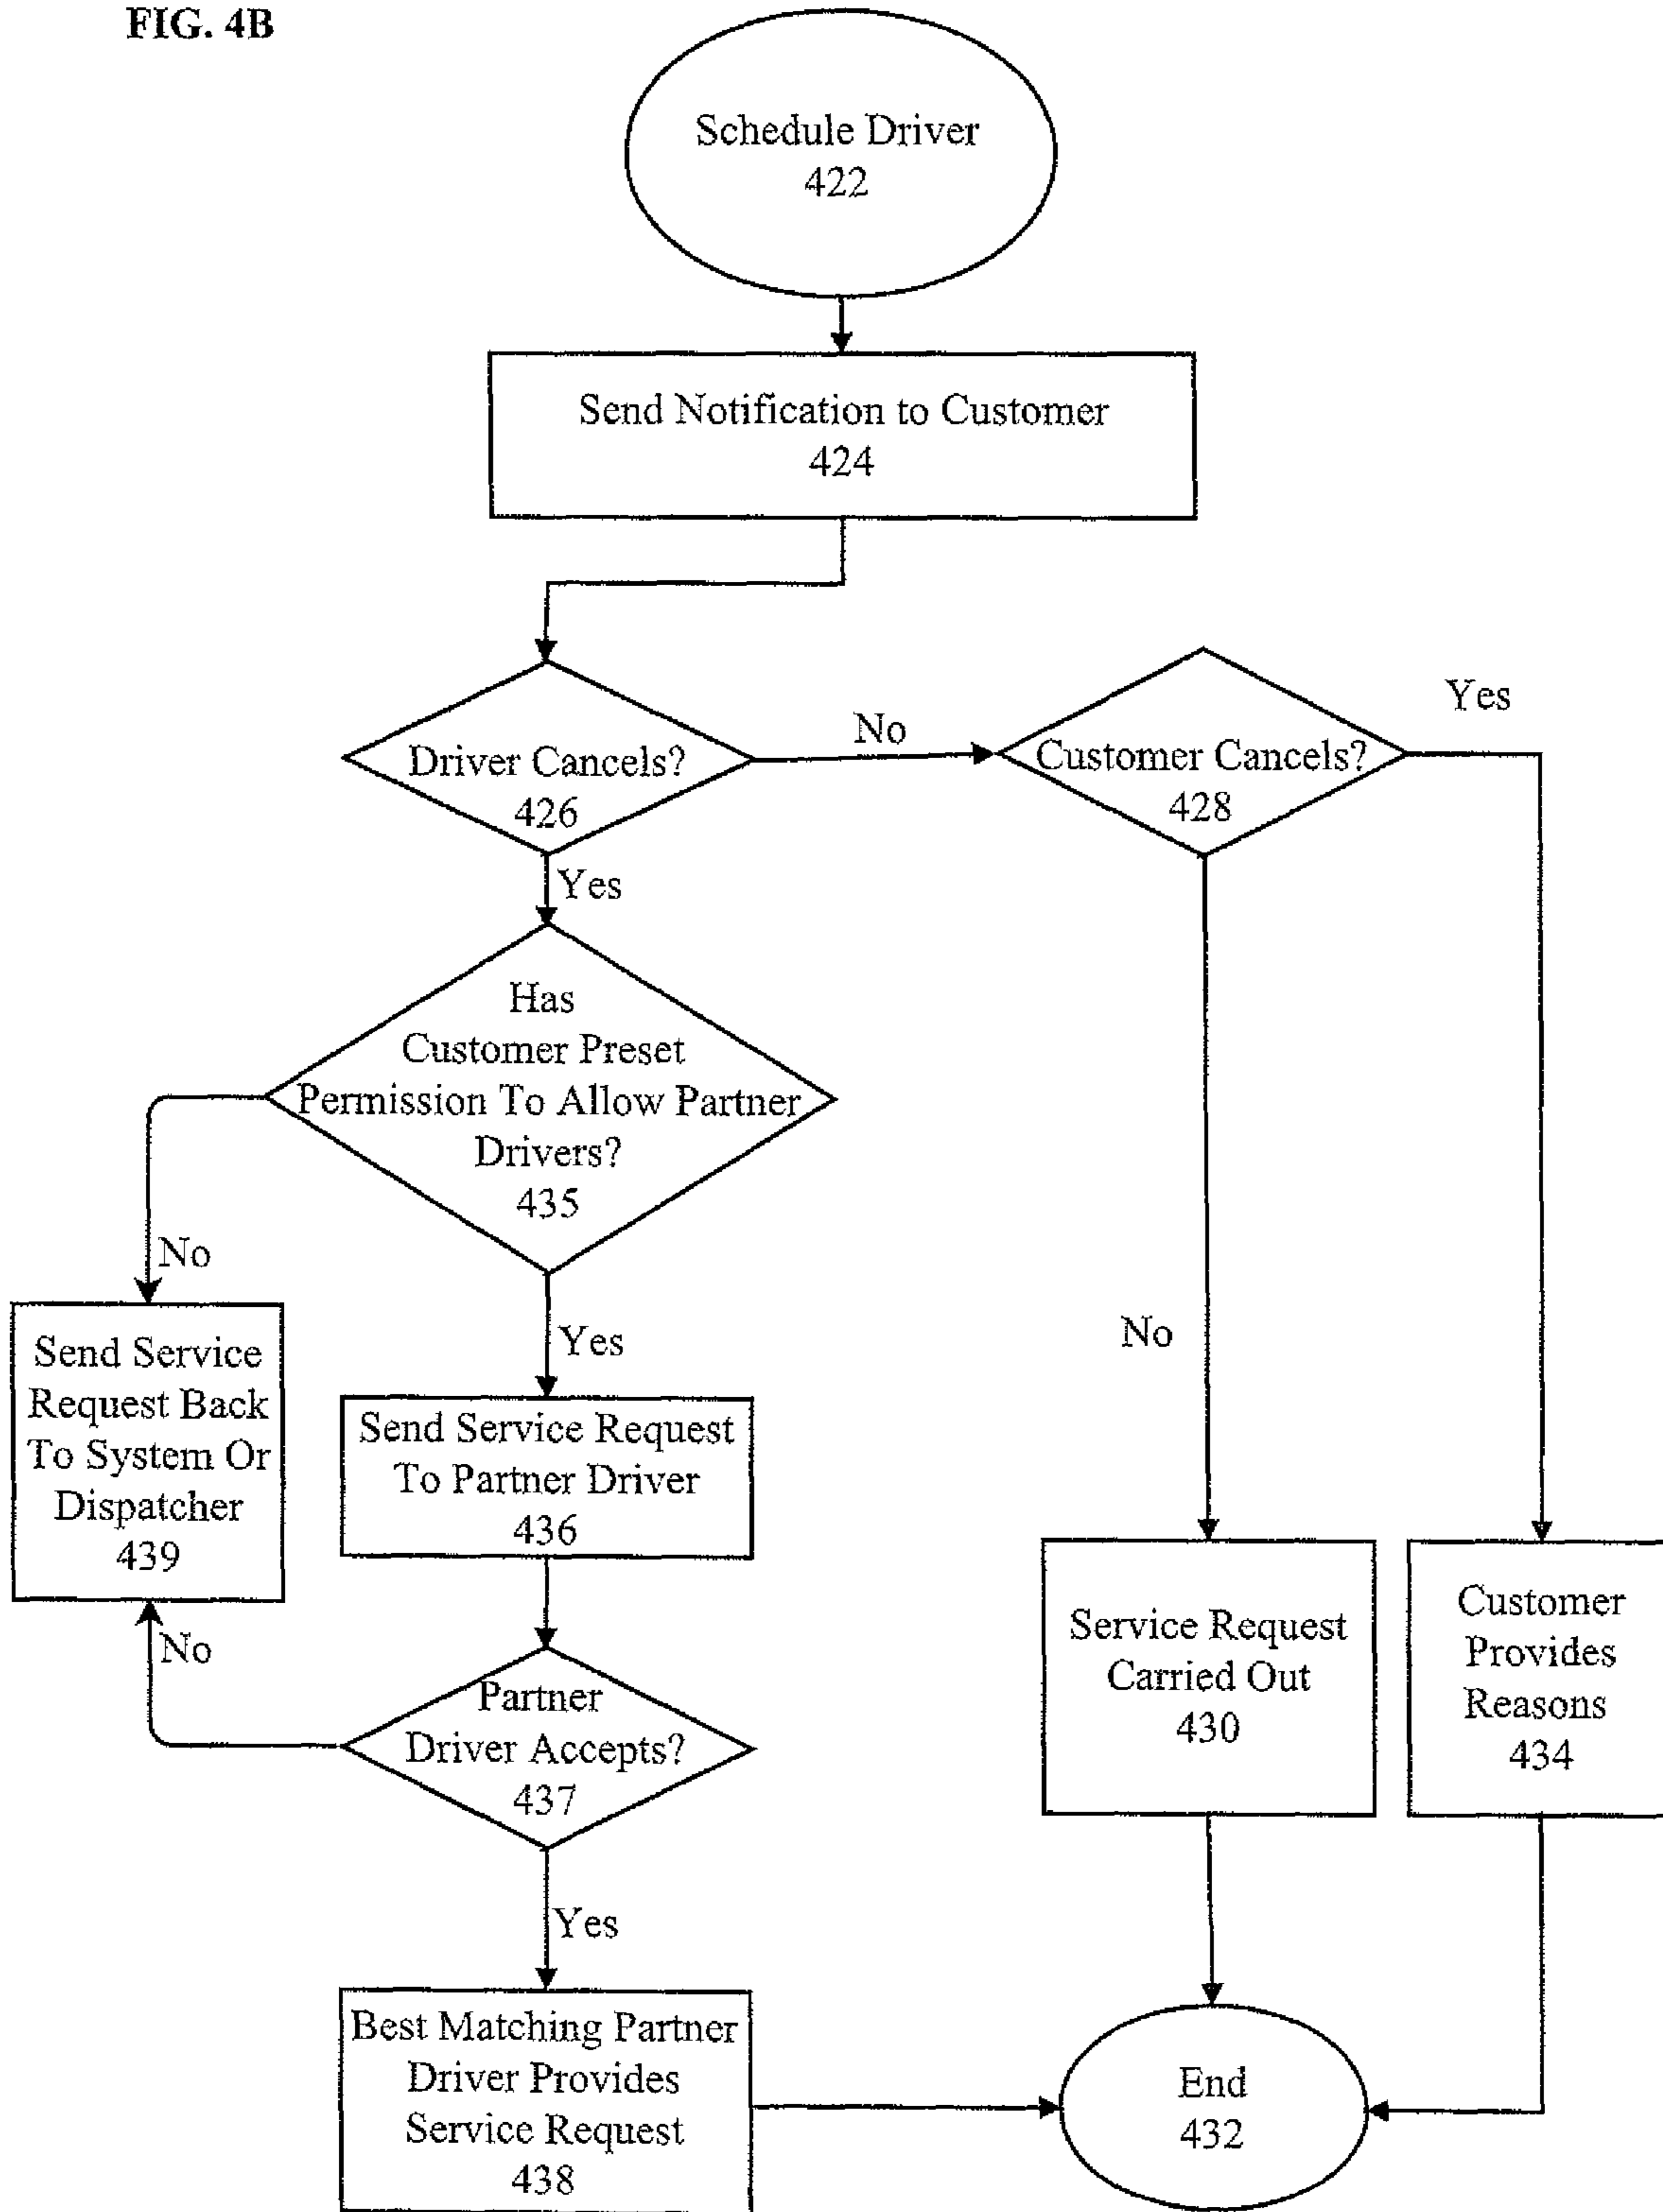 FIG. 4B
Schedule Driver
422
Send Notification to Customer
424
Driver Cancels?
426
No
Customer Cancels?
428
Yes
Yes
Has
Customer Preset
Permission To Allow Partner
Drivers?
435
No
Yes
No
Send Service
Request Back
To System Or
Dispatcher
439
Send Service Request
To Partner Driver
436
No
Partner
Driver Accepts?
437
Service Request
Carried Out
430
Customer
Provides
Reasons
434
Yes
Best Matching Partner
Driver Provides
Service Request
438
End
432